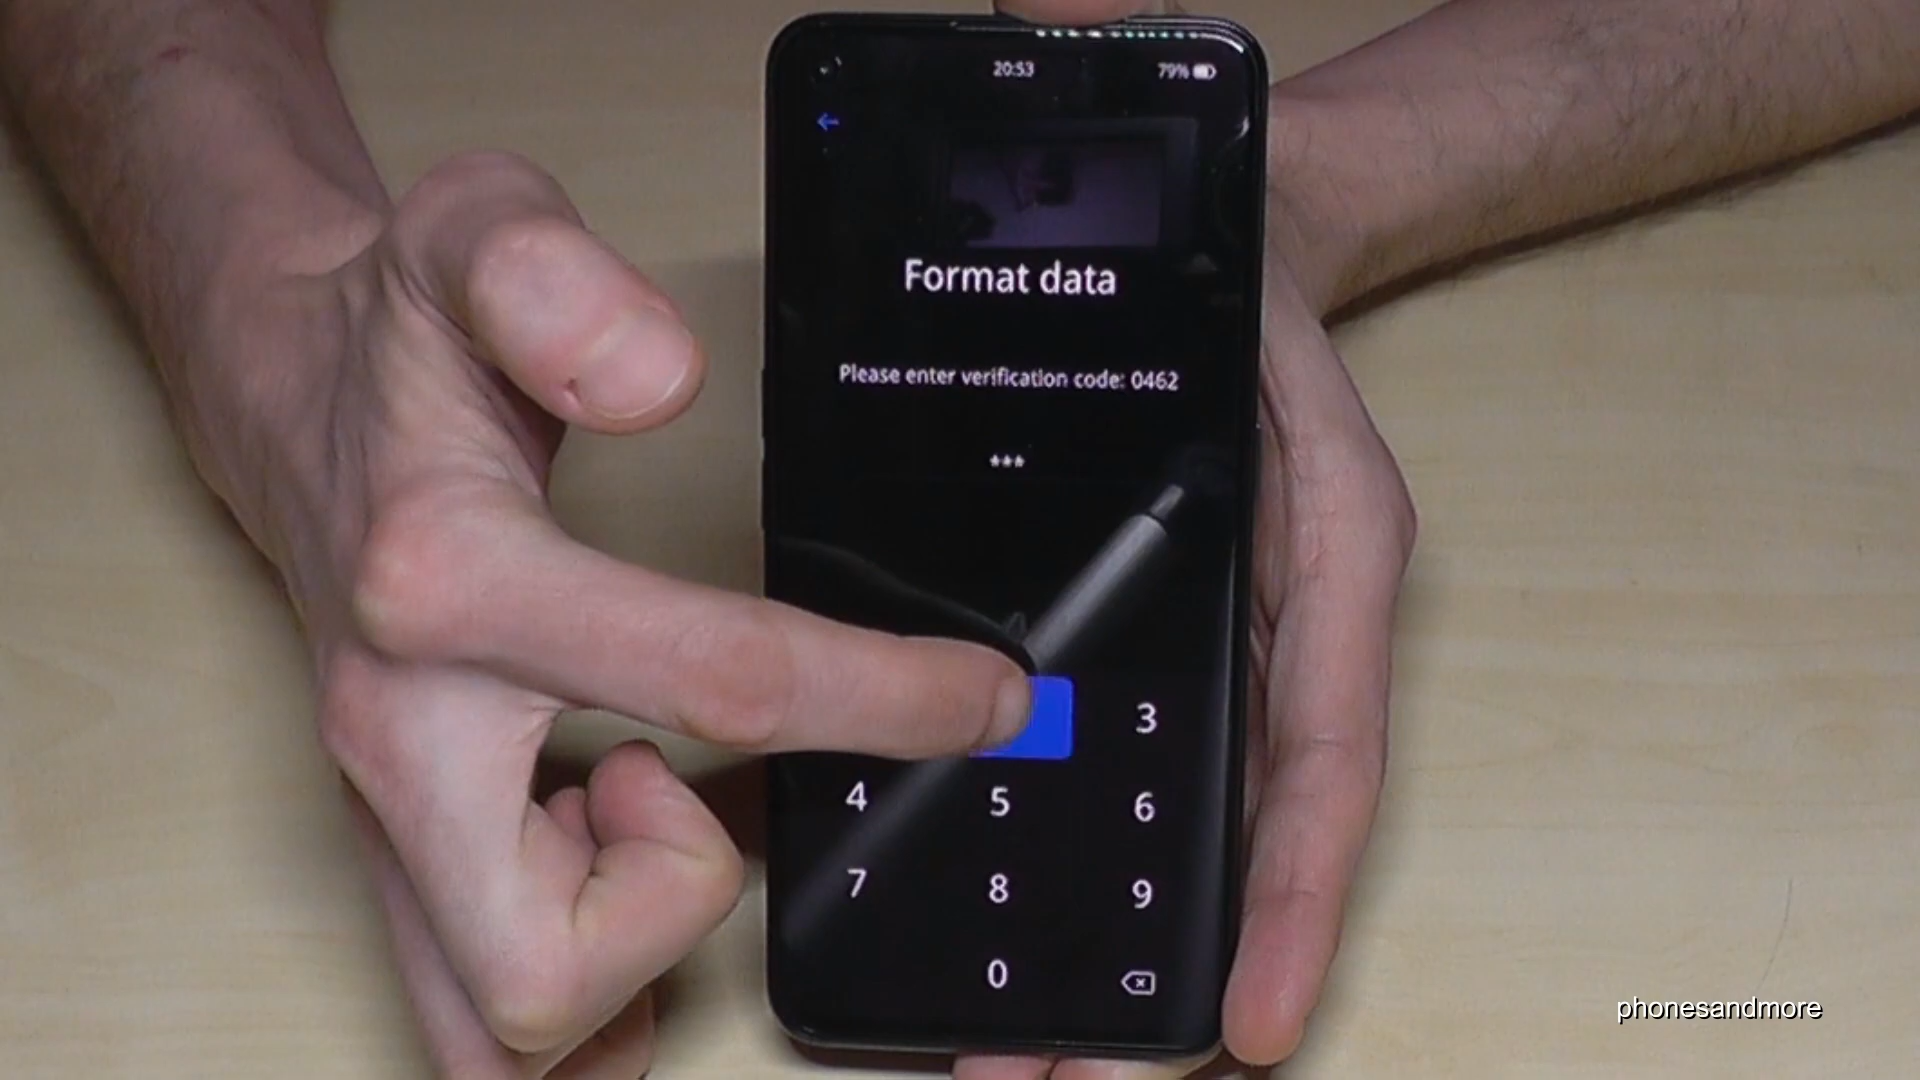 20:53
79%
Format data
Please enter verification code: 0462
***
3
4 5 6
7 8 9
0
phonesandmore